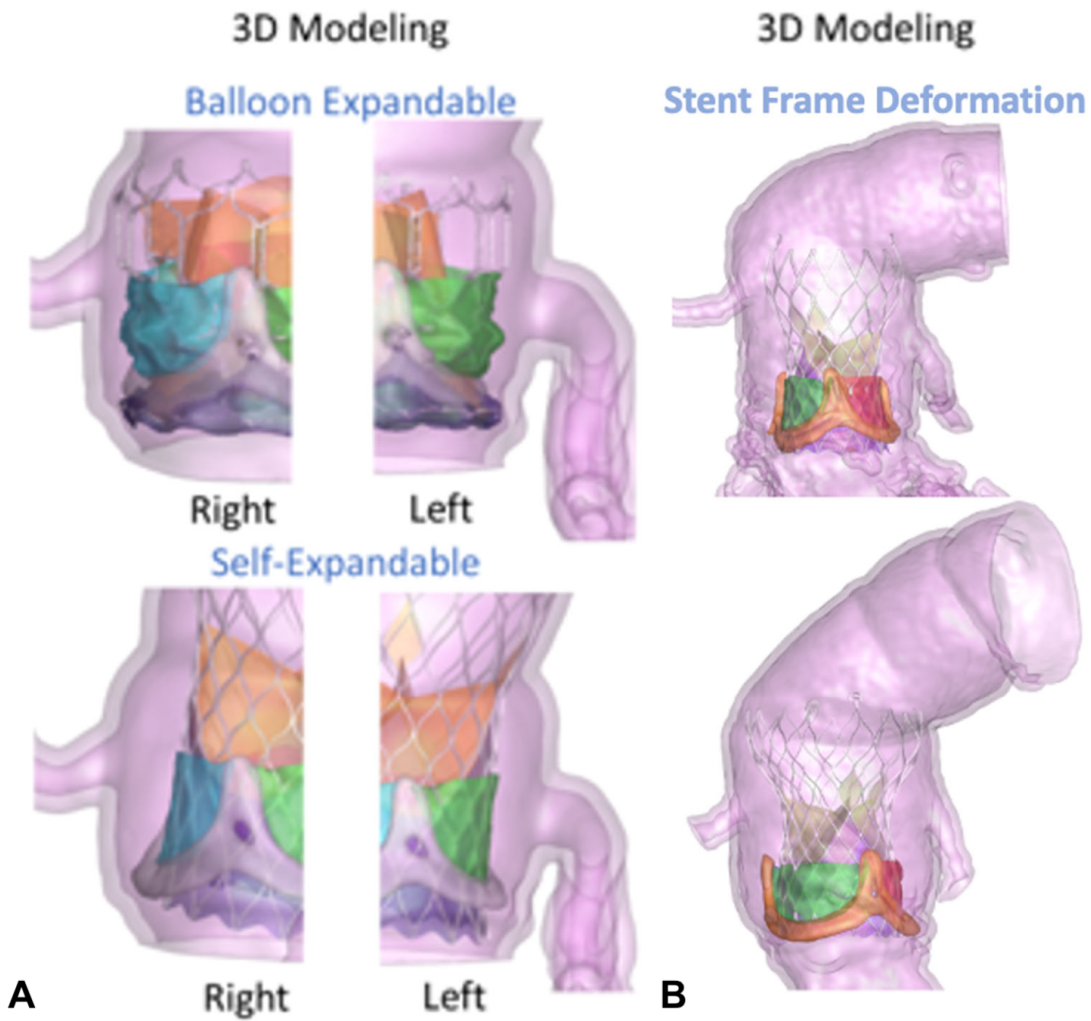 3D Modeling
Balloon Expandable
Right
Left
Self-Expandable
Right
Left
A
3D Modeling
Stent Frame Deformation
B